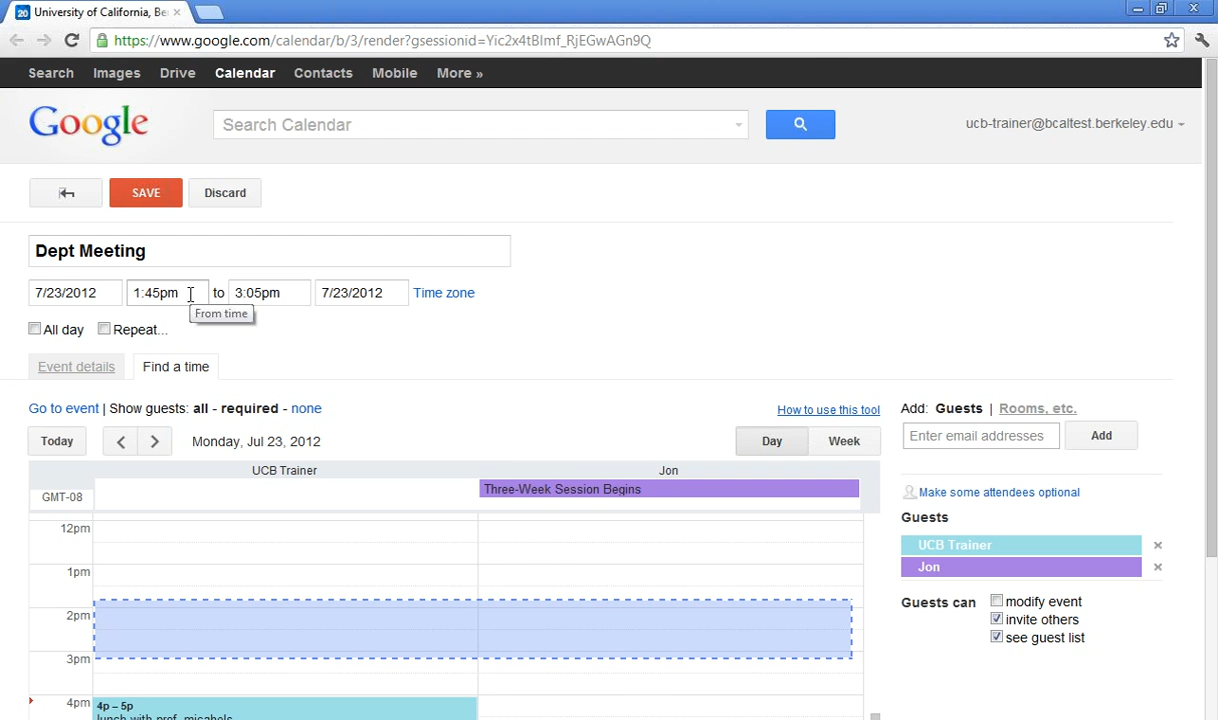 20 University of California, Be
https://www.google.com/calendar/b/3/render?gsessionid=Yic2x4tBImf_RjEGwAGn9Q
Search Images Drive Calendar Contacts Mobile More »
Google
Search Calendar
ucb-trainer@bcaltest.berkeley.edu
SAVE Discard
Dept Meeting
7/23/2012 1:45pm to 3:05pm 7/23/2012 Time zone
From time
All day Repeat...
Event details Find a time
Go to event | Show guests: all - required - none
How to use this tool
Add: Guests | Rooms, etc.
Today Monday, Jul 23, 2012 Day Week
Enter email addresses Add
UCB Trainer Jon
GMT-08 Three-Week Session Begins
Make some attendees optional
Guests
12pm
UCB Trainer
Jon
1pm
Guests can modify event
2pm
invite others
see guest list
3pm
4pm 4p – 5p
lunch with prof. micahels